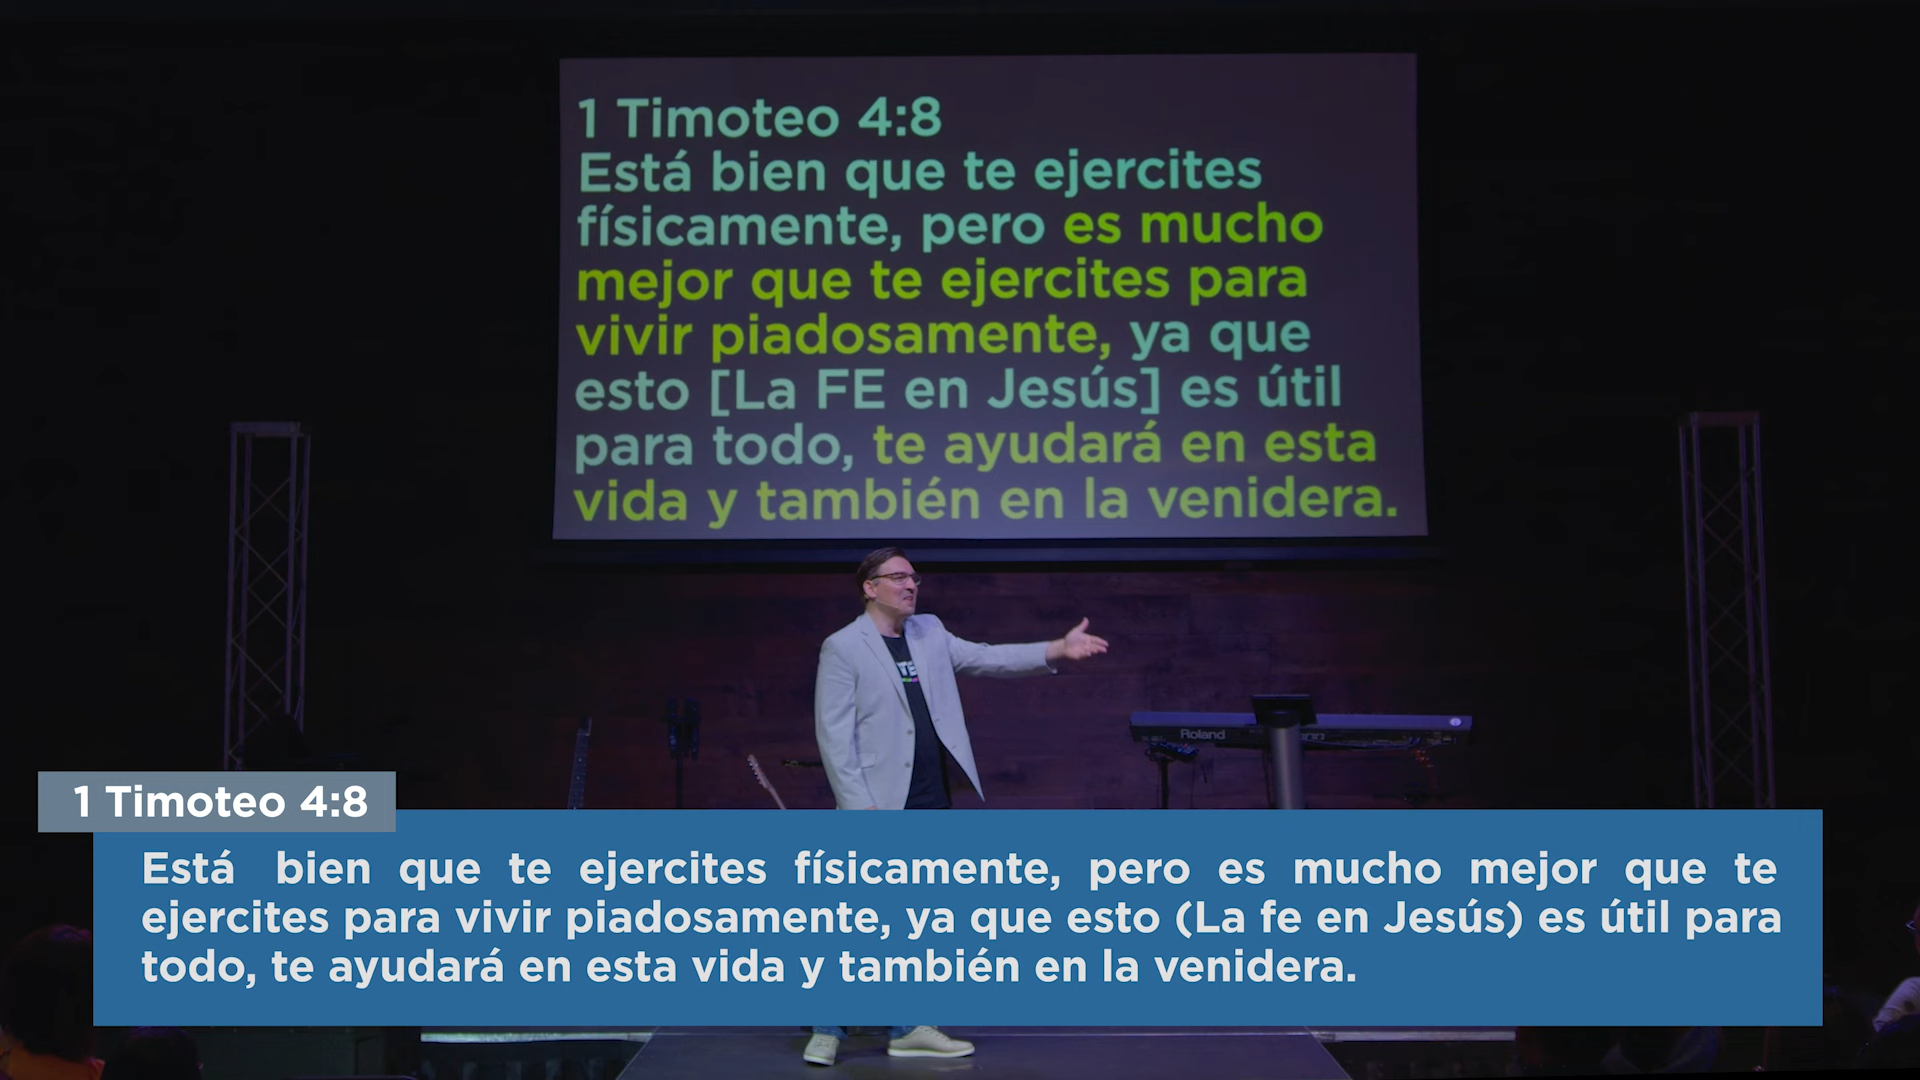 1 Timoteo 4:8
Está bien que te ejercites
físicamente, pero es mucho
mejor que te ejercites para
vivir piadosamente, ya que
esto [La FE en Jesús] es útil
para todo, te ayudará en esta
vida y también en la venidera.
Roland
1 Timoteo 4:8
Está bien que te ejercites físicamente, pero es mucho mejor que te
ejercites para vivir piadosamente, ya que esto (La fe en Jesús) es útil para
todo, te ayudará en esta vida y también en la venidera.